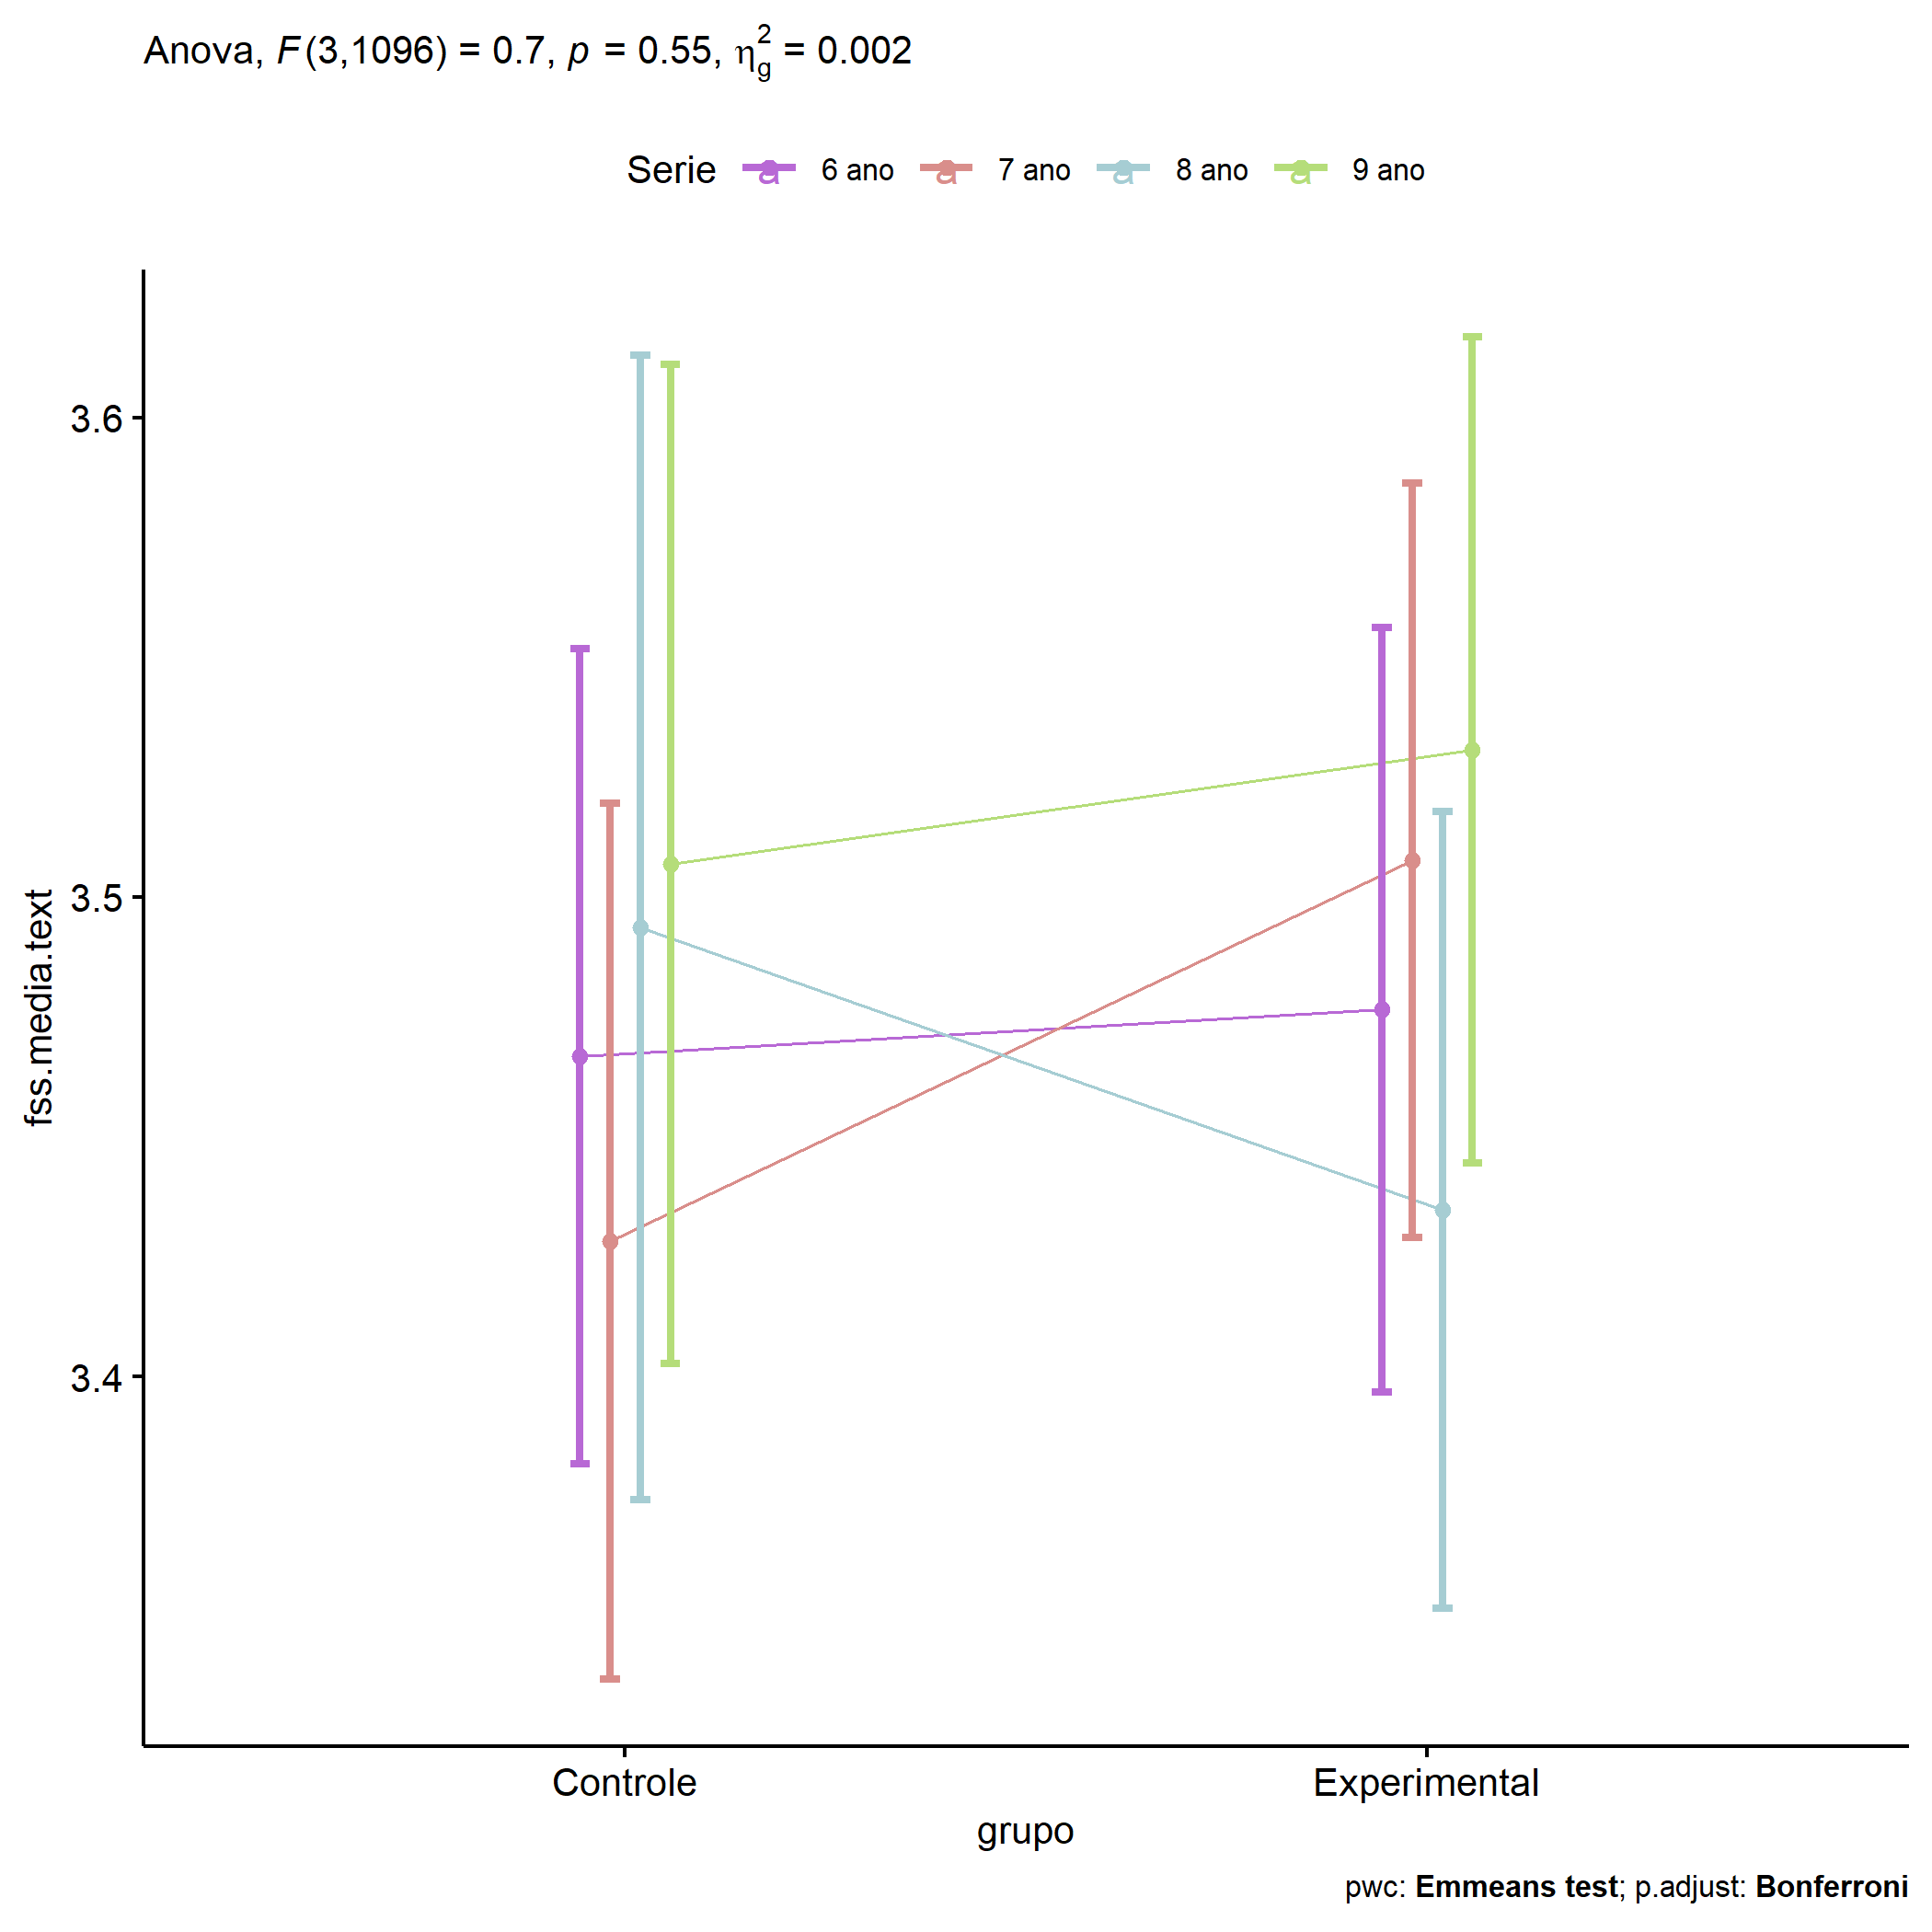 Anova, F(3,1096) = 0.7, p = 0.55, η²g = 0.002
Serie a 6 ano a 7 ano a 8 ano a 9 ano
3.6
3.5
3.4
fss.media.text
Controle Experimental
grupo
pwc: Emmeans test; p.adjust: Bonferroni